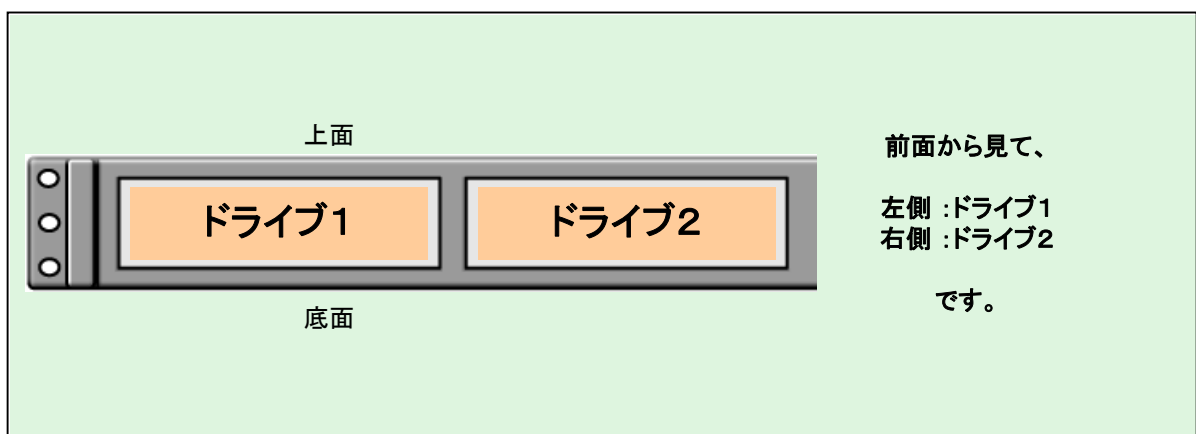 上面
ドライブ1
ドライブ2
底面
前面から見て、
左側 :ドライブ1
右側 :ドライブ2
です。